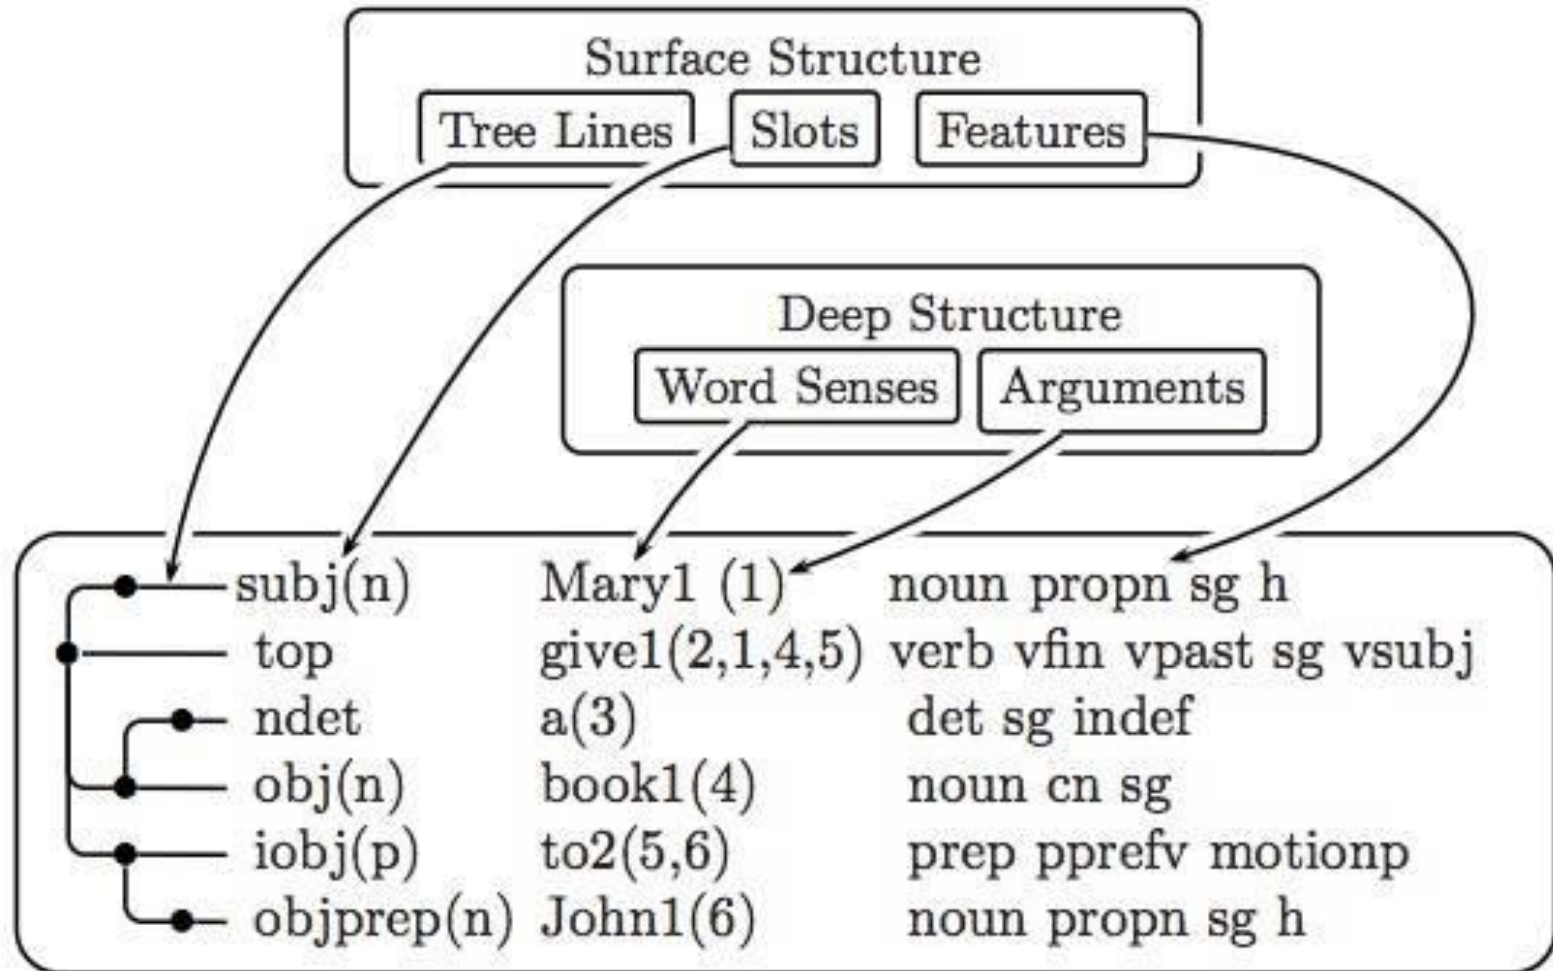 Surface Structure
Tree Lines Slots Features
Deep Structure
Word Senses Arguments
subj(n) Mary1 (1) noun propn sg h
top give1(2,1,4,5) verb vfin vpast sg vsubj
ndet a(3) det sg indef
obj(n) book1(4) noun cn sg
iobj(p) to2(5,6) prep pprefv motionp
objprep(n) John1(6) noun propn sg h